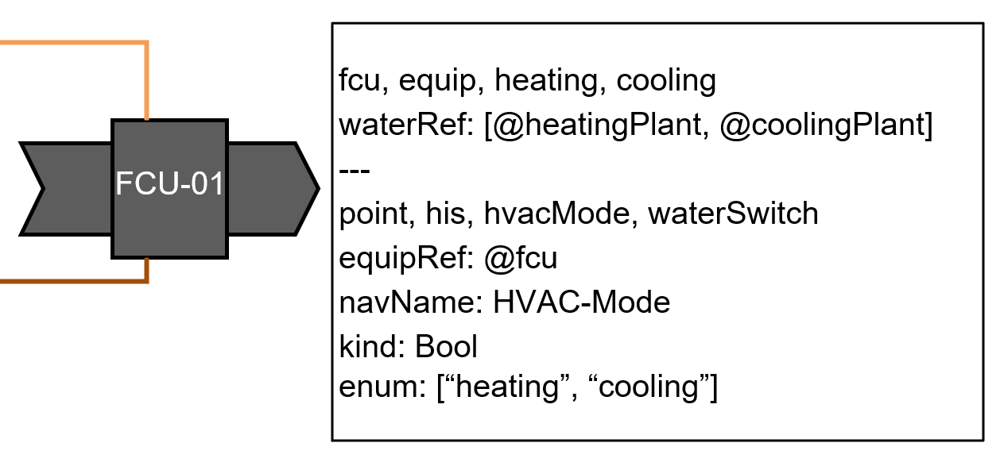 FCU-01
fcu, equip, heating, cooling
waterRef: [@heatingPlant, @coolingPlant]
---
point, his, hvacMode, waterSwitch
equipRef: @fcu
navName: HVAC-Mode
kind: Bool
enum: [“heating”, “cooling”]